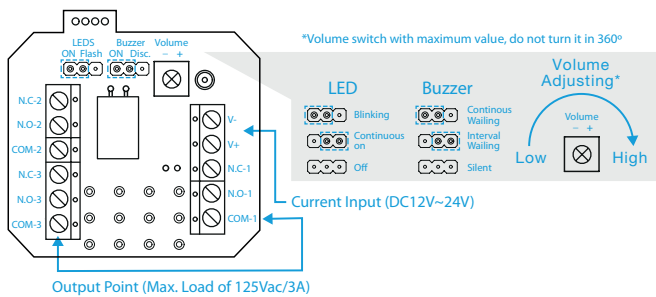 LEDS Buzzer Volume
ON Flash ON Disc. − +
N.C-2
N.O-2
COM-2
N.C-3
N.O-3
COM-3
V-
V+
N.C-1
N.O-1
COM-1
*Volume switch with maximum value, do not turn it in 360º
LED
Blinking
Continuous
on
Off
Buzzer
Continous
Wailing
Interval
Wailing
Silent
Volume
Adjusting*
Volume
− +
Low
High
Current Input (DC12V~24V)
Output Point (Max. Load of 125Vac/3A)